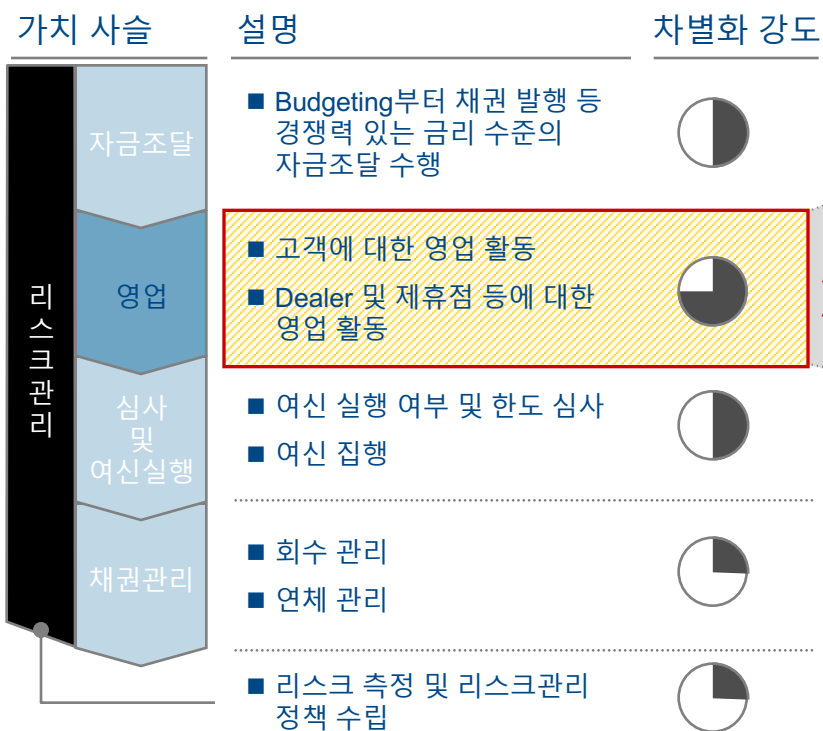 가치 사슬
설명
차별화 강도
리스크관리
자금조달
■ Budgeting부터 채권 발행 등
경쟁력 있는 금리 수준의
자금조달 수행
영업
■ 고객에 대한 영업 활동
■ Dealer 및 제휴점 등에 대한
영업 활동
심사
및
여신실행
■ 여신 실행 여부 및 한도 심사
■ 여신 집행
채권관리
■ 회수 관리
■ 연체 관리
■ 리스크 측정 및 리스크관리
정책 수립